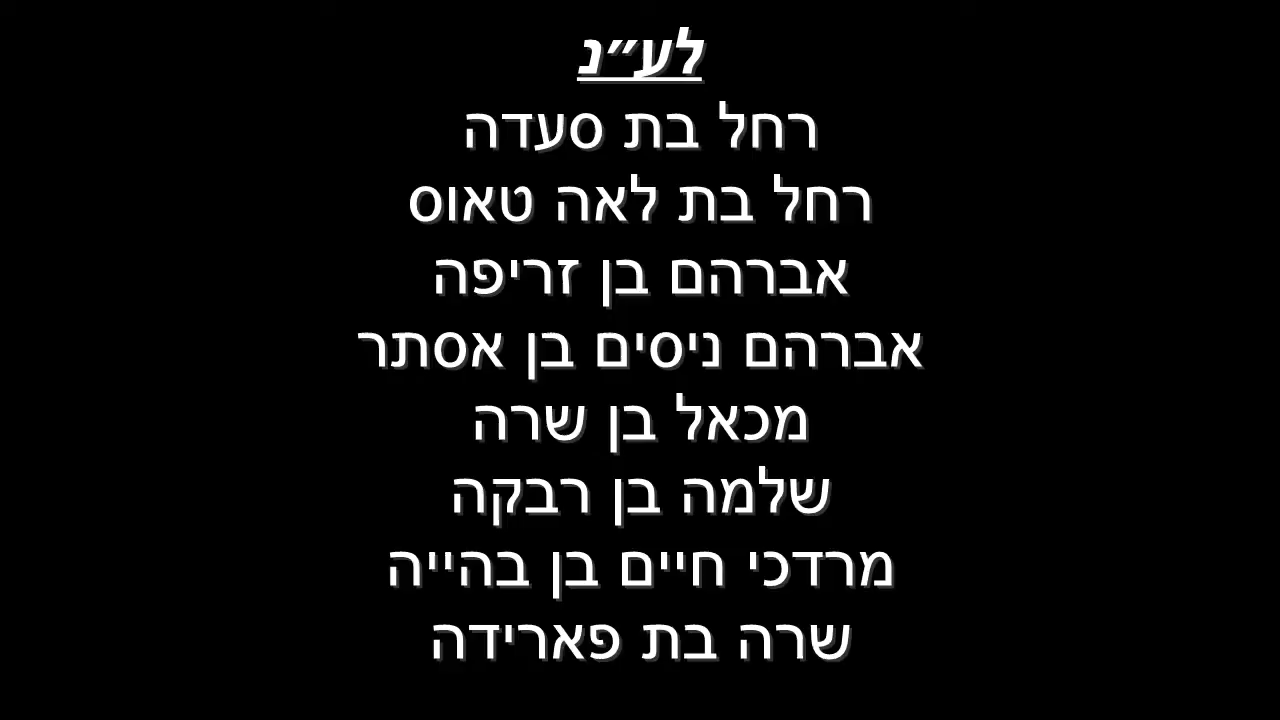 לע״נ
רחל בת סעדה
רחל בת לאה טאוס
אברהם בן זריפה
אברהם ניסים בן אסתר
מכאל בן שרה
שלמה בן רבקה
מרדכי חיים בן בהייה
שרה בת פארידה